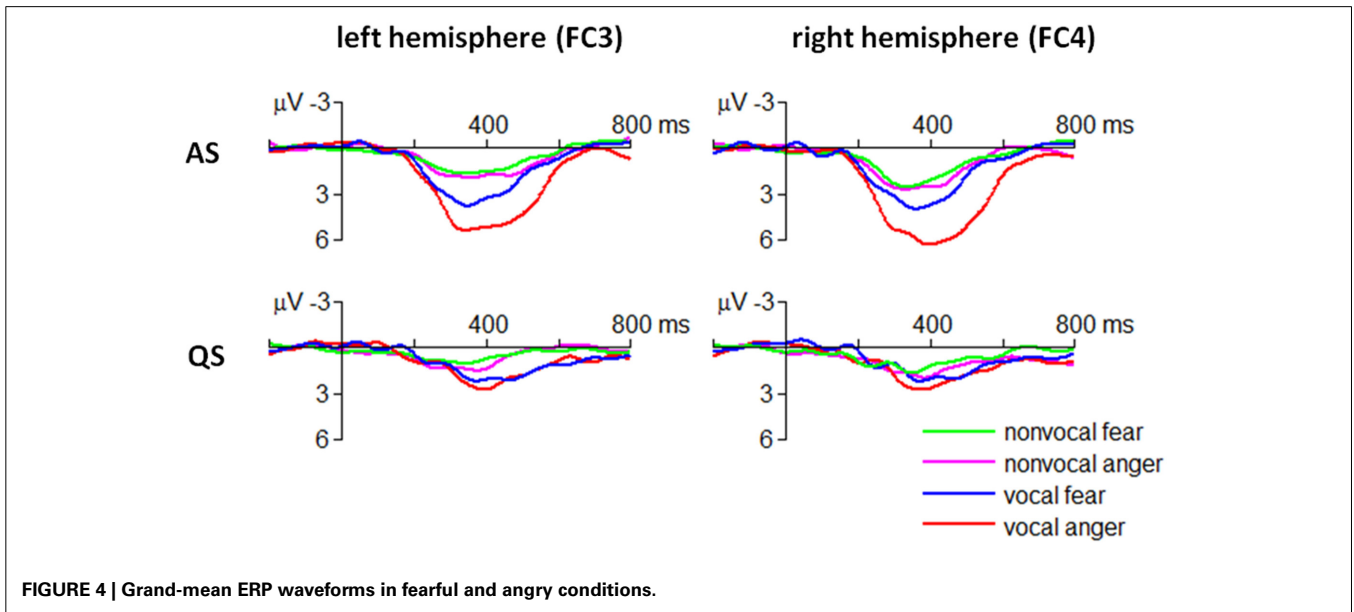 left hemisphere (FC3) right hemisphere (FC4)
μV -3 400 800 ms μV -3 400 800 ms
AS
3 3
6 6
μV -3 400 800 ms μV -3 400 800 ms
QS
3 3
6 6
nonvocal fear
nonvocal anger
vocal fear
vocal anger
FIGURE 4 | Grand-mean ERP waveforms in fearful and angry conditions.